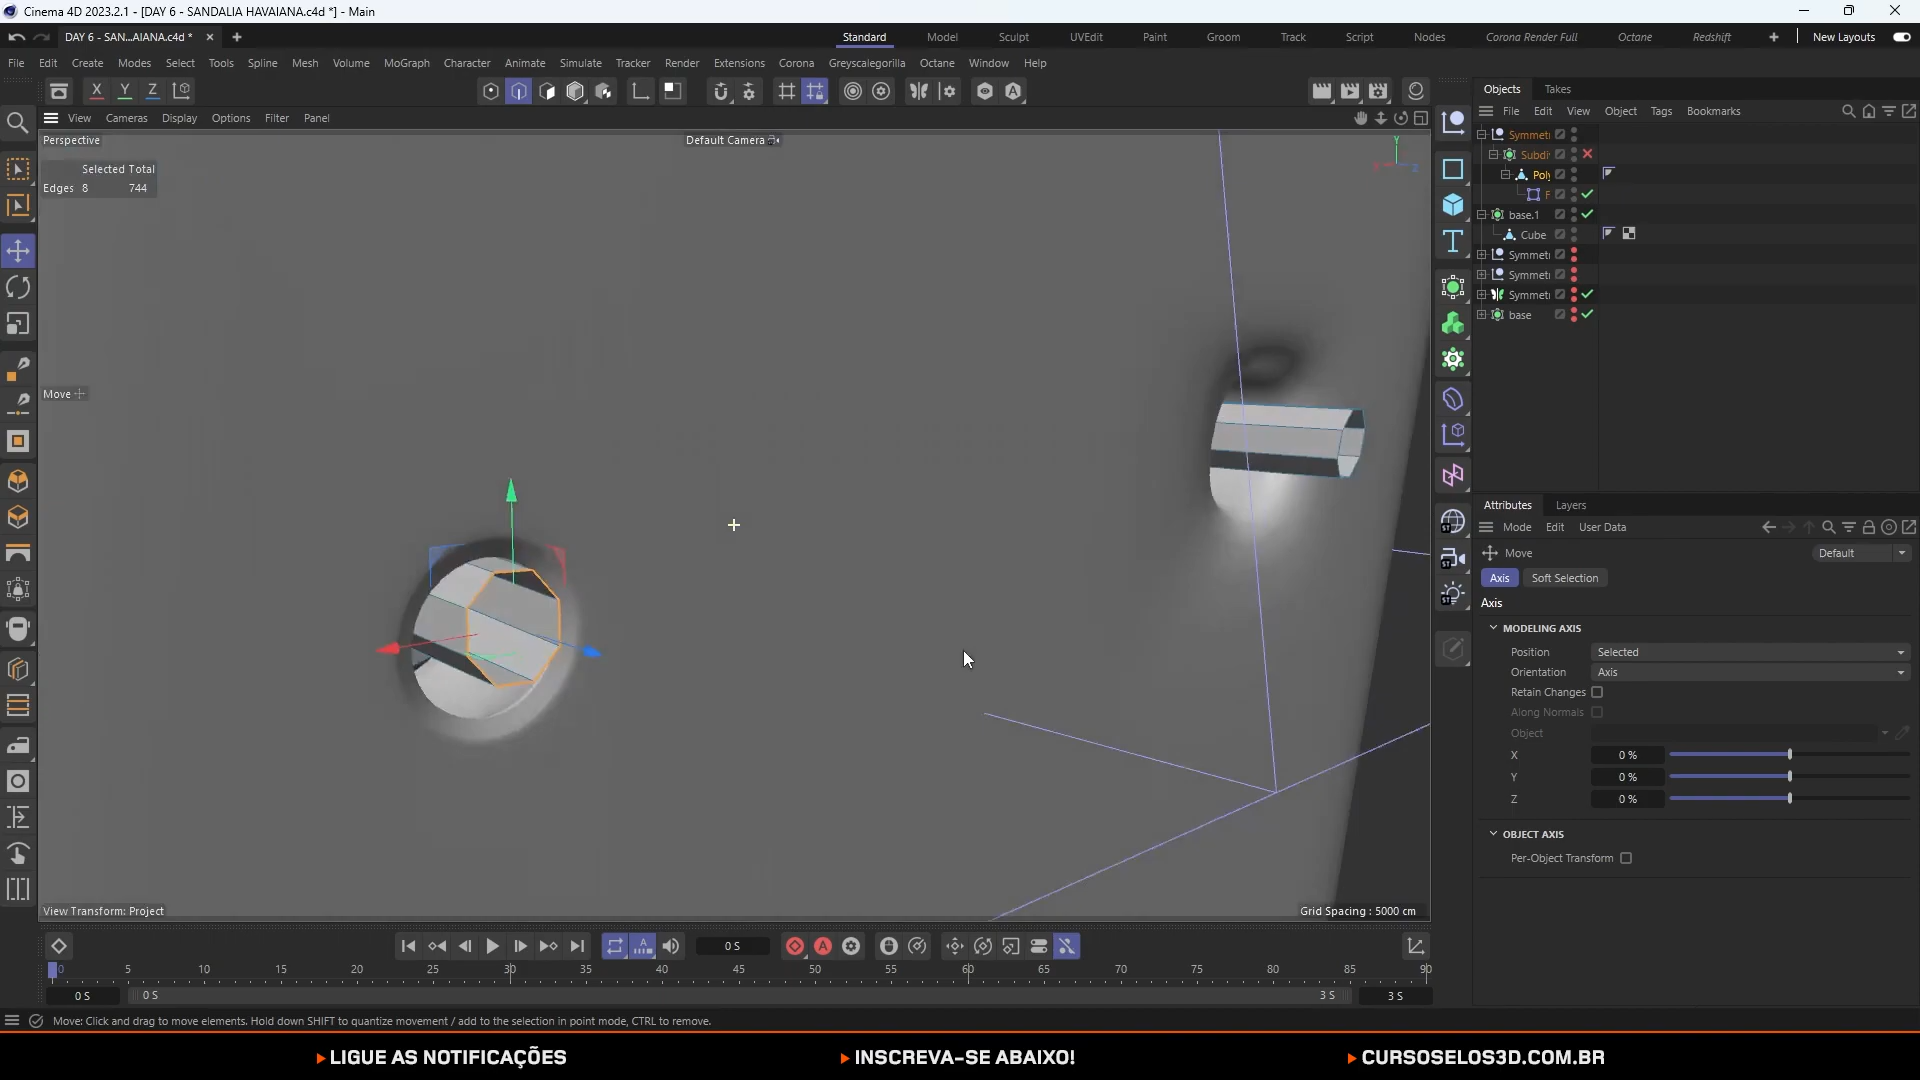 Cinema 4D 2023.2.1 - [DAY 6 - SANDALIA HAVAIANA.c4d *] - Main
DAY 6 - SAN...AIANA.c4d *
Standard Model Sculpt UVEdit Paint Groom Track Script Nodes Corona Render Full Octane Redshift New Layouts
File Edit Create Modes Select Tools Spline Mesh Volume MoGraph Character Animate Simulate Tracker Render Extensions Corona Greyscalegorilla Octane Window Help
X Y Z
Objects Takes
View Cameras Display Options Filter Panel
File Edit View Object Tags Bookmarks
Perspective
Default Camera
Y
Selected Total
Edges 8 744
Symmetr
Subdi
Poly
base.1
Cube
Symmetr
Symmetr
Symmetr
base
Move
Attributes Layers
Mode Edit User Data
Move
Default
Axis Soft Selection
Axis
MODELING AXIS
Position Selected
Orientation Axis
Retain Changes
Along Normals
Object
X 0 %
Y 0 %
Z 0 %
OBJECT AXIS
Per-Object Transform
View Transform: Project
Grid Spacing : 5000 cm
0 S
0 5 10 15 20 25 30 35 40 45 50 55 60 65 70 75 80 85 90
0 S 0 S 3 S 3 S
Move: Click and drag to move elements. Hold down SHIFT to quantize movement / add to the selection in point mode, CTRL to remove.
LIGUE AS NOTIFICAÇÕES
INSCREVA-SE ABAIXO!
CURSOSELOS3D.COM.BR